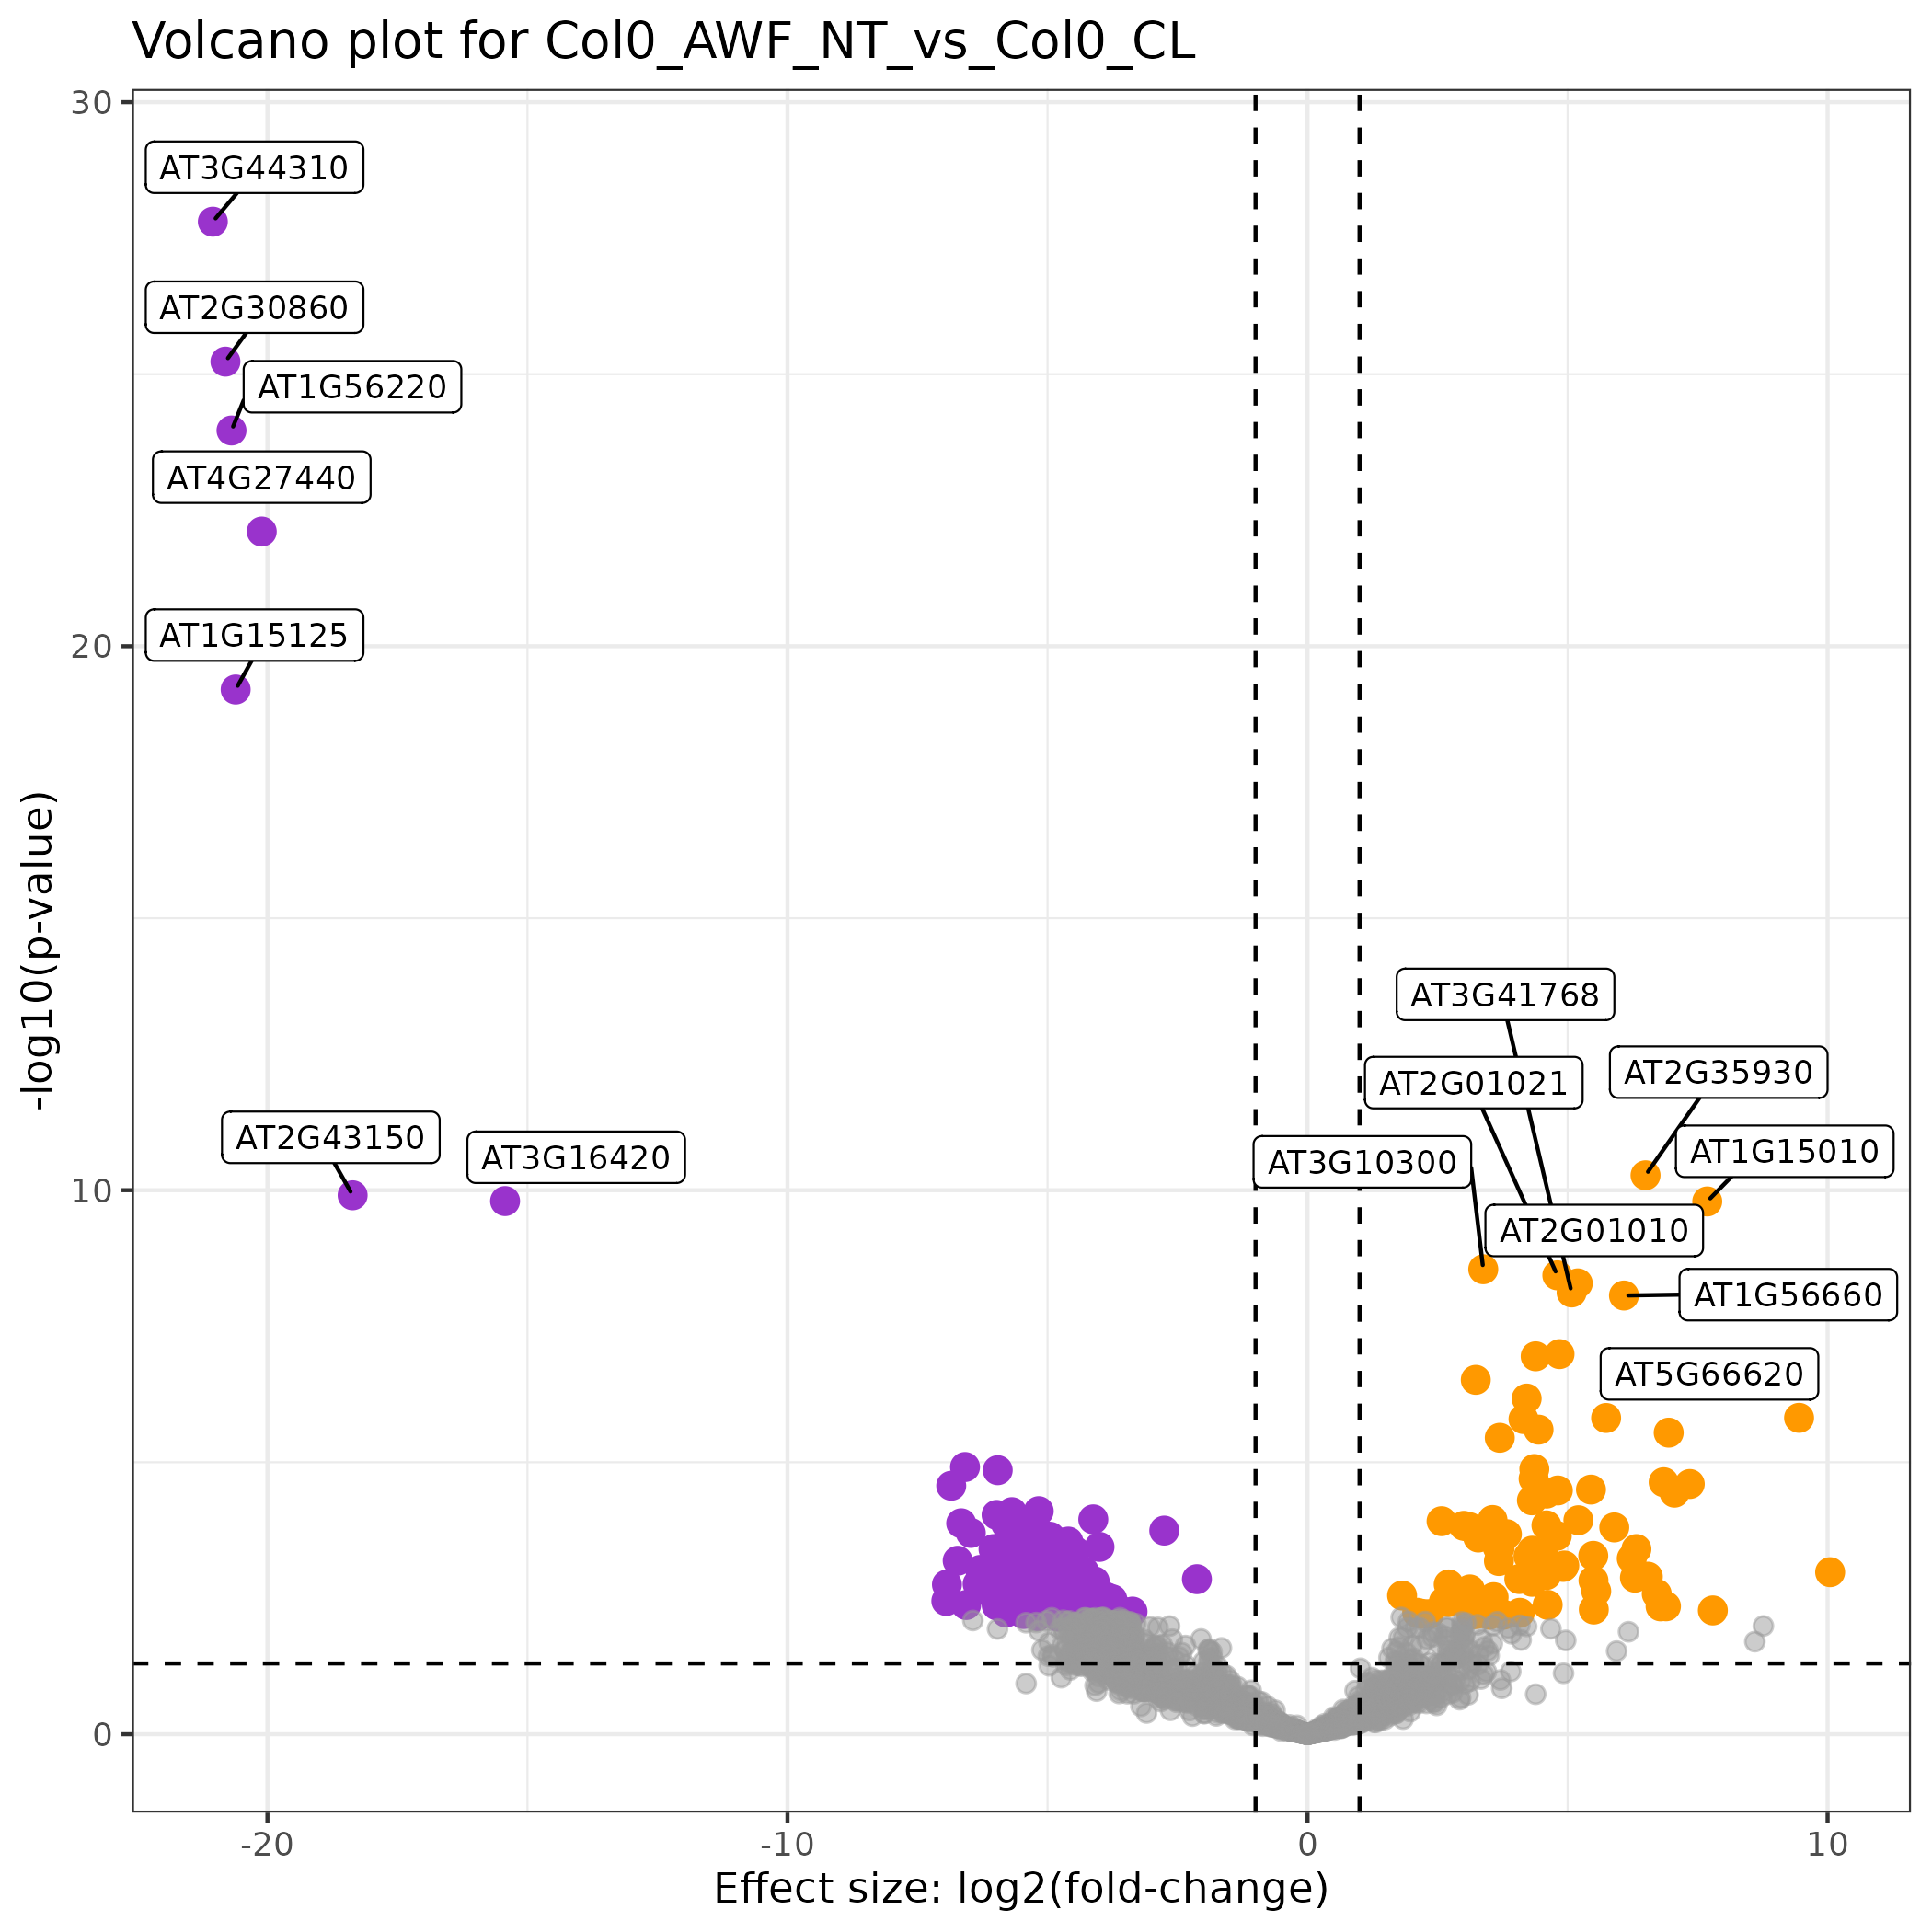 Volcano plot for Col0_AWF_NT_vs_Col0_CL
30
AT3G44310
AT2G30860
AT1G56220
AT4G27440
20
AT1G15125
-log10(p-value)
AT3G41768
AT2G35930
AT2G01021
AT2G43150
AT3G16420
AT3G10300
AT1G15010
10
AT2G01010
AT1G56660
AT5G66620
0
-20
-10
0
10
Effect size: log2(fold-change)